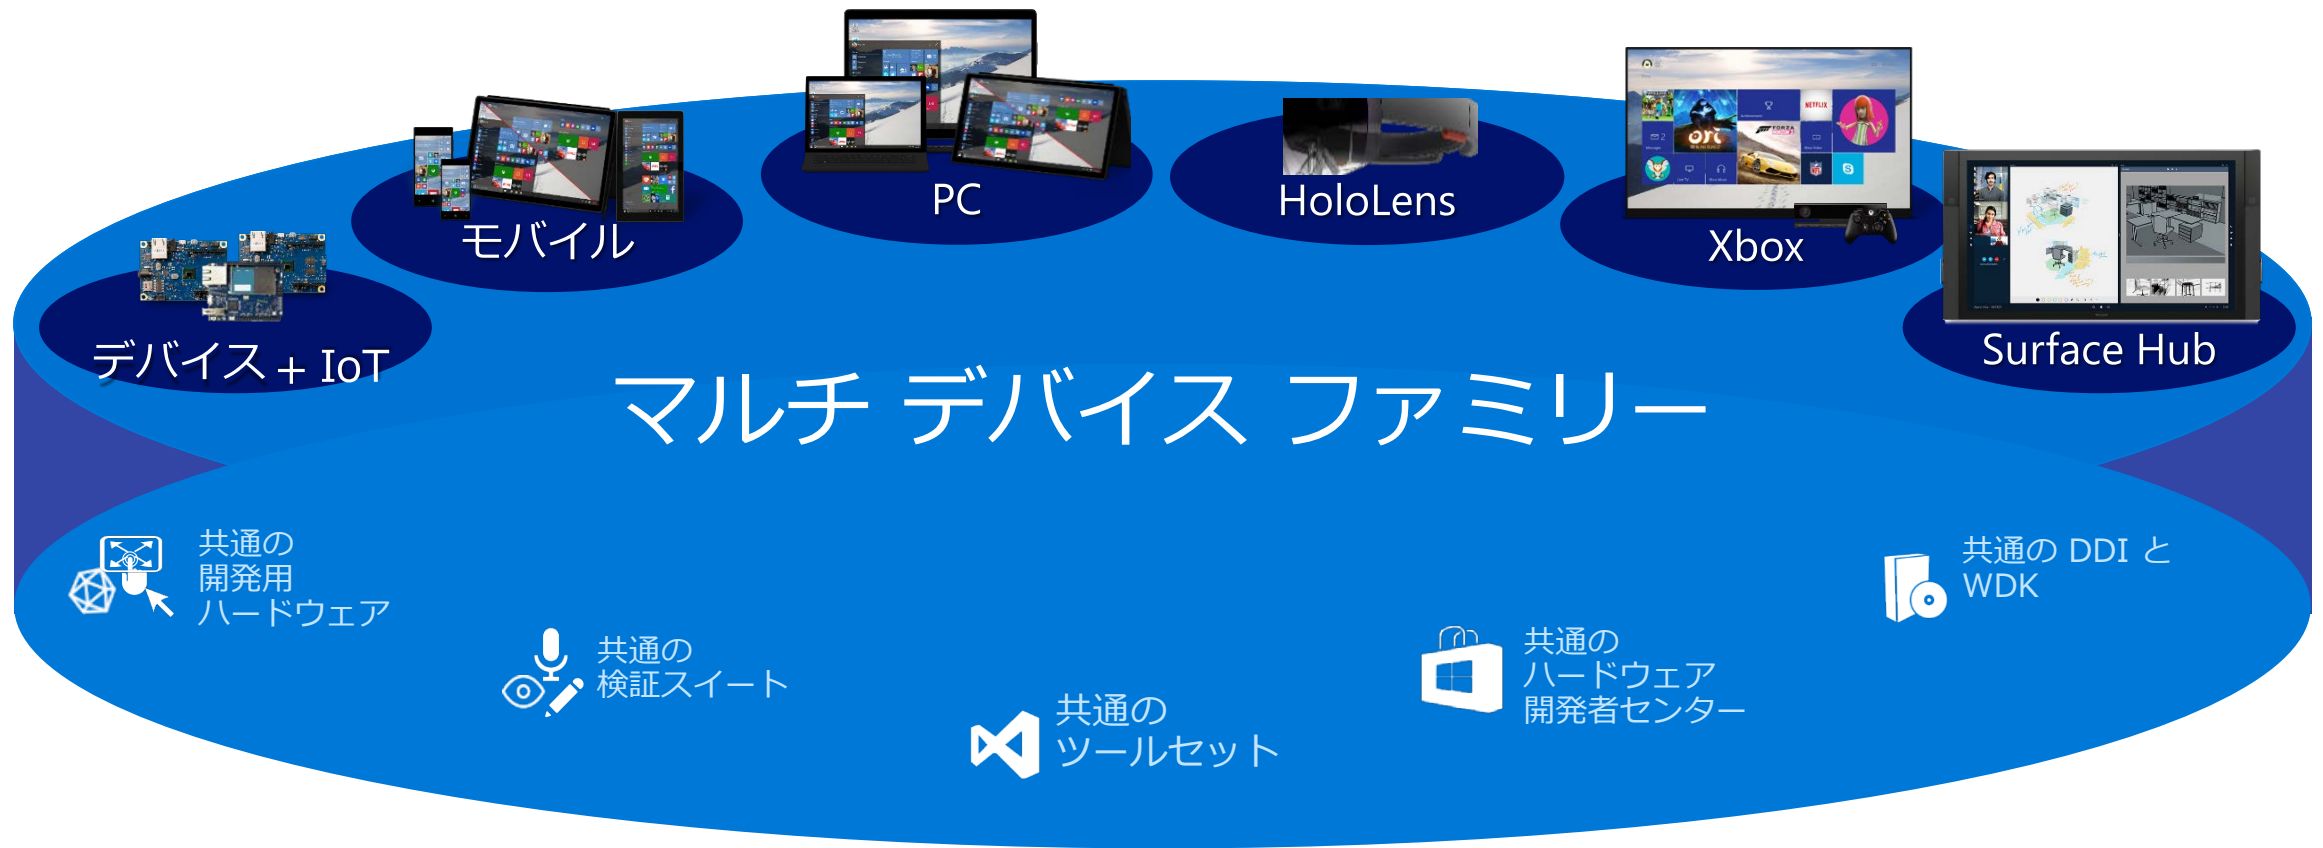 PC
HoloLens
モバイル
Xbox
デバイス + IoT
Surface Hub
NETFLIX
ori
FORZA
マルチ デバイス ファミリー
共通の
開発用
ハードウェア
共通の
検証スイート
共通の
ツールセット
共通の
ハードウェア
開発者センター
共通の DDI と
WDK